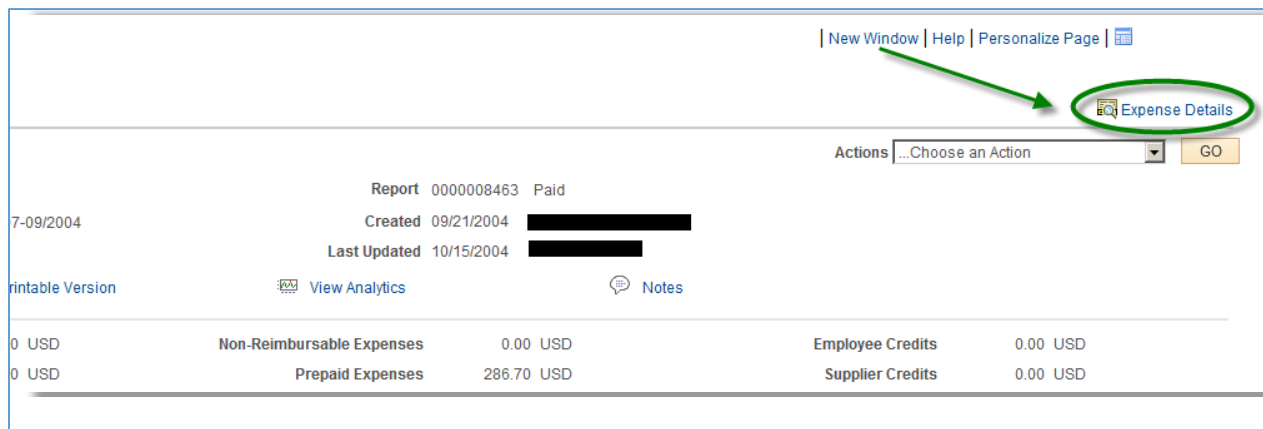 New Window | Help | Personalize Page |
Expense Details
Actions ...Choose an Action GO
Report 0000008463 Paid
7-09/2004 Created 09/21/2004
Last Updated 10/15/2004
rintable Version View Analytics Notes
0 USD Non-Reimbursable Expenses 0.00 USD Employee Credits 0.00 USD
0 USD Prepaid Expenses 286.70 USD Supplier Credits 0.00 USD